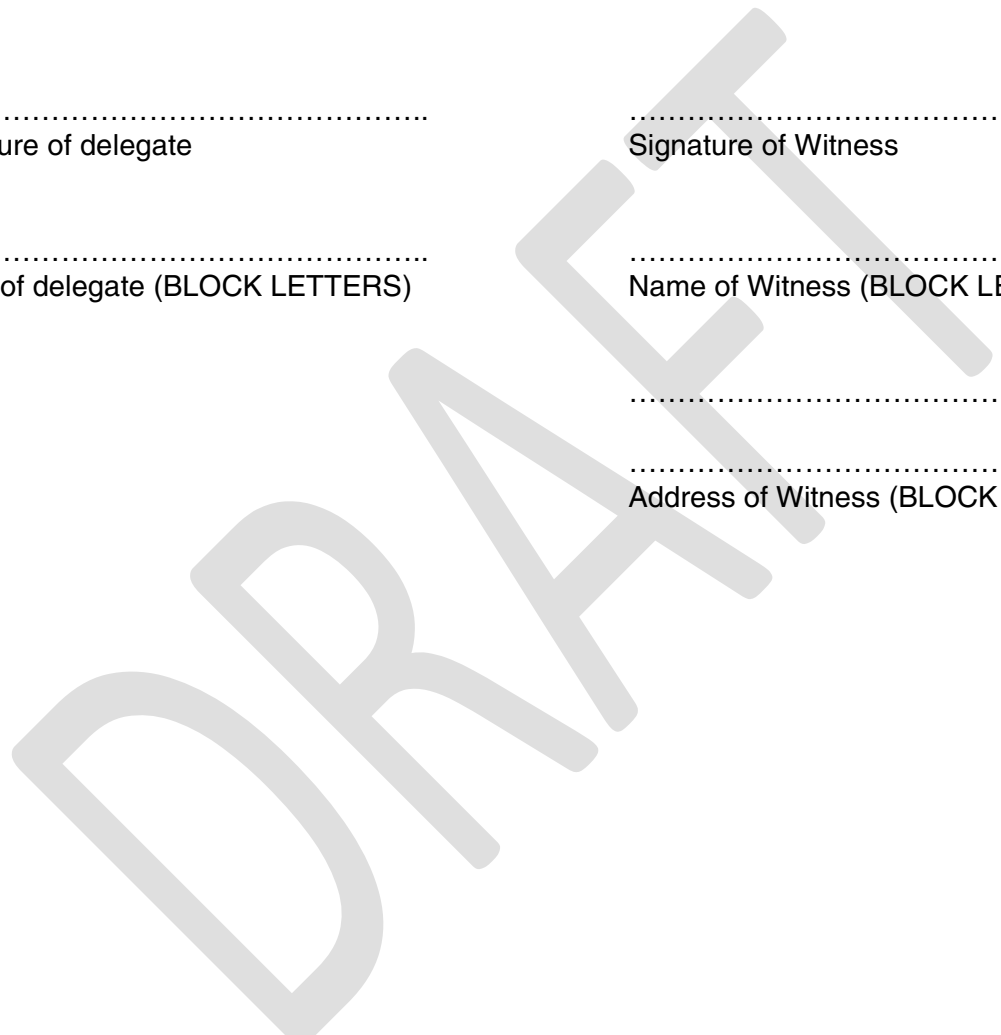 ……………………………………..
ure of delegate
……………………………………..
of delegate (BLOCK LETTERS)
…………………………………
Signature of Witness
…………………………………
Name of Witness (BLOCK LE
…………………………………
…………………………………
Address of Witness (BLOCK
DRAFT